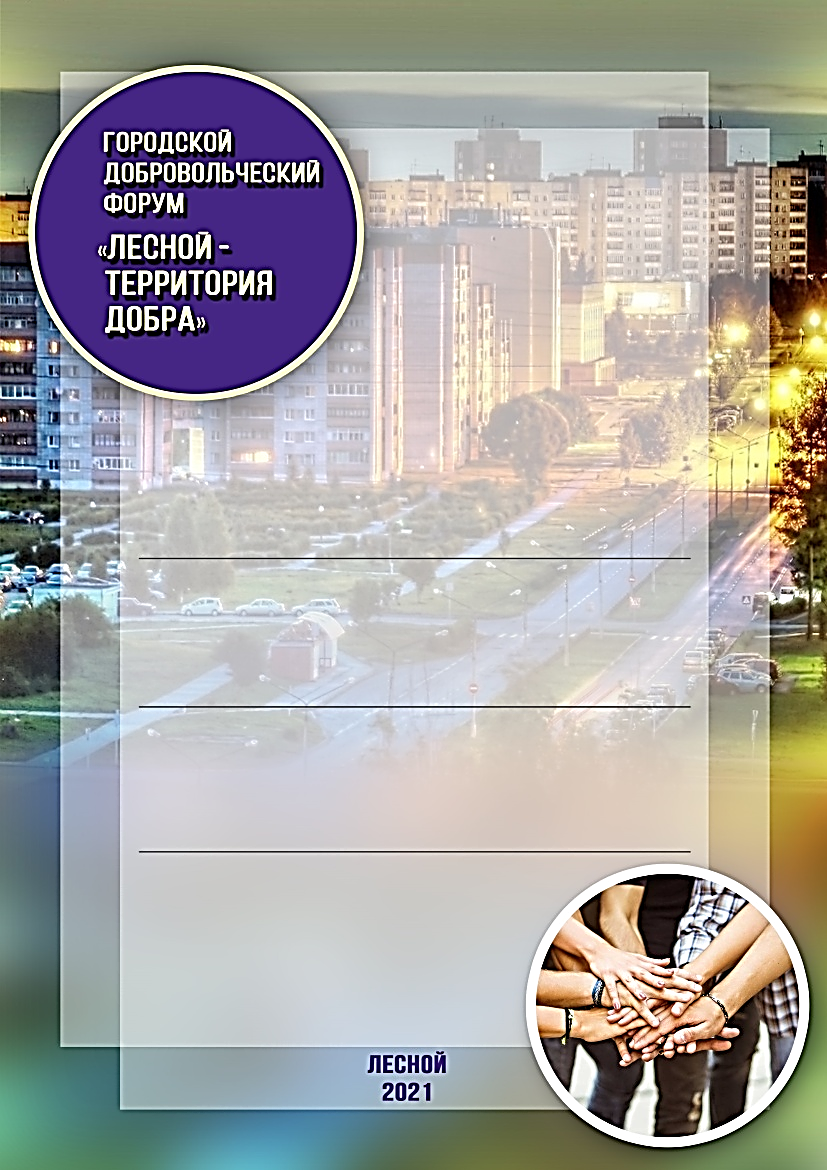 ГОРОДСКОЙ
ДОБРОВОЛЬЧЕСКИЙ
ФОРУМ
«ЛЕСНОЙ -
ТЕРРИТОРИЯ
ДОБРА»
ЛЕСНОЙ
2021